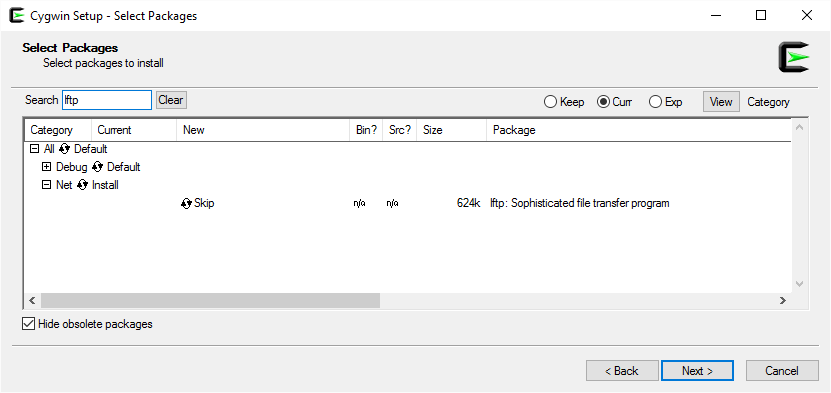 Cygwin Setup - Select Packages
Select Packages
Select packages to install
Search lftp Clear Keep Curr Exp View Category
Category Current New Bin? Src? Size Package
All Default
Debug Default
Net Install
Skip n/a n/a 624k lftp: Sophisticated file transfer program
Hide obsolete packages
< Back Next > Cancel